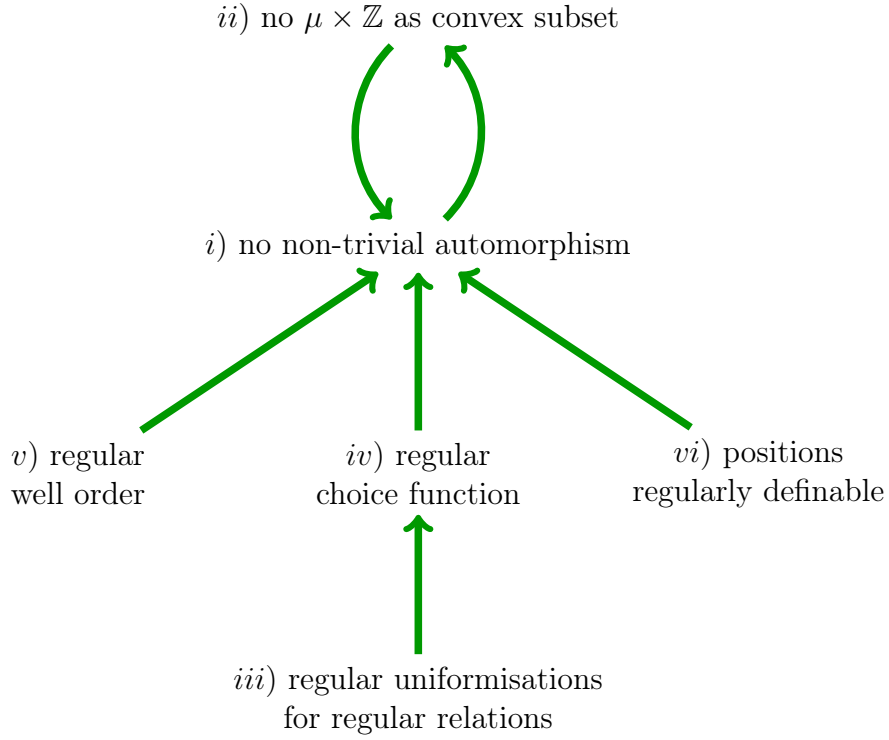 ii) no μ × ℤ as convex subset
i) no non-trivial automorphism
v) regular
well order
iv) regular
choice function
vi) positions
regularly definable
iii) regular uniformisations
for regular relations